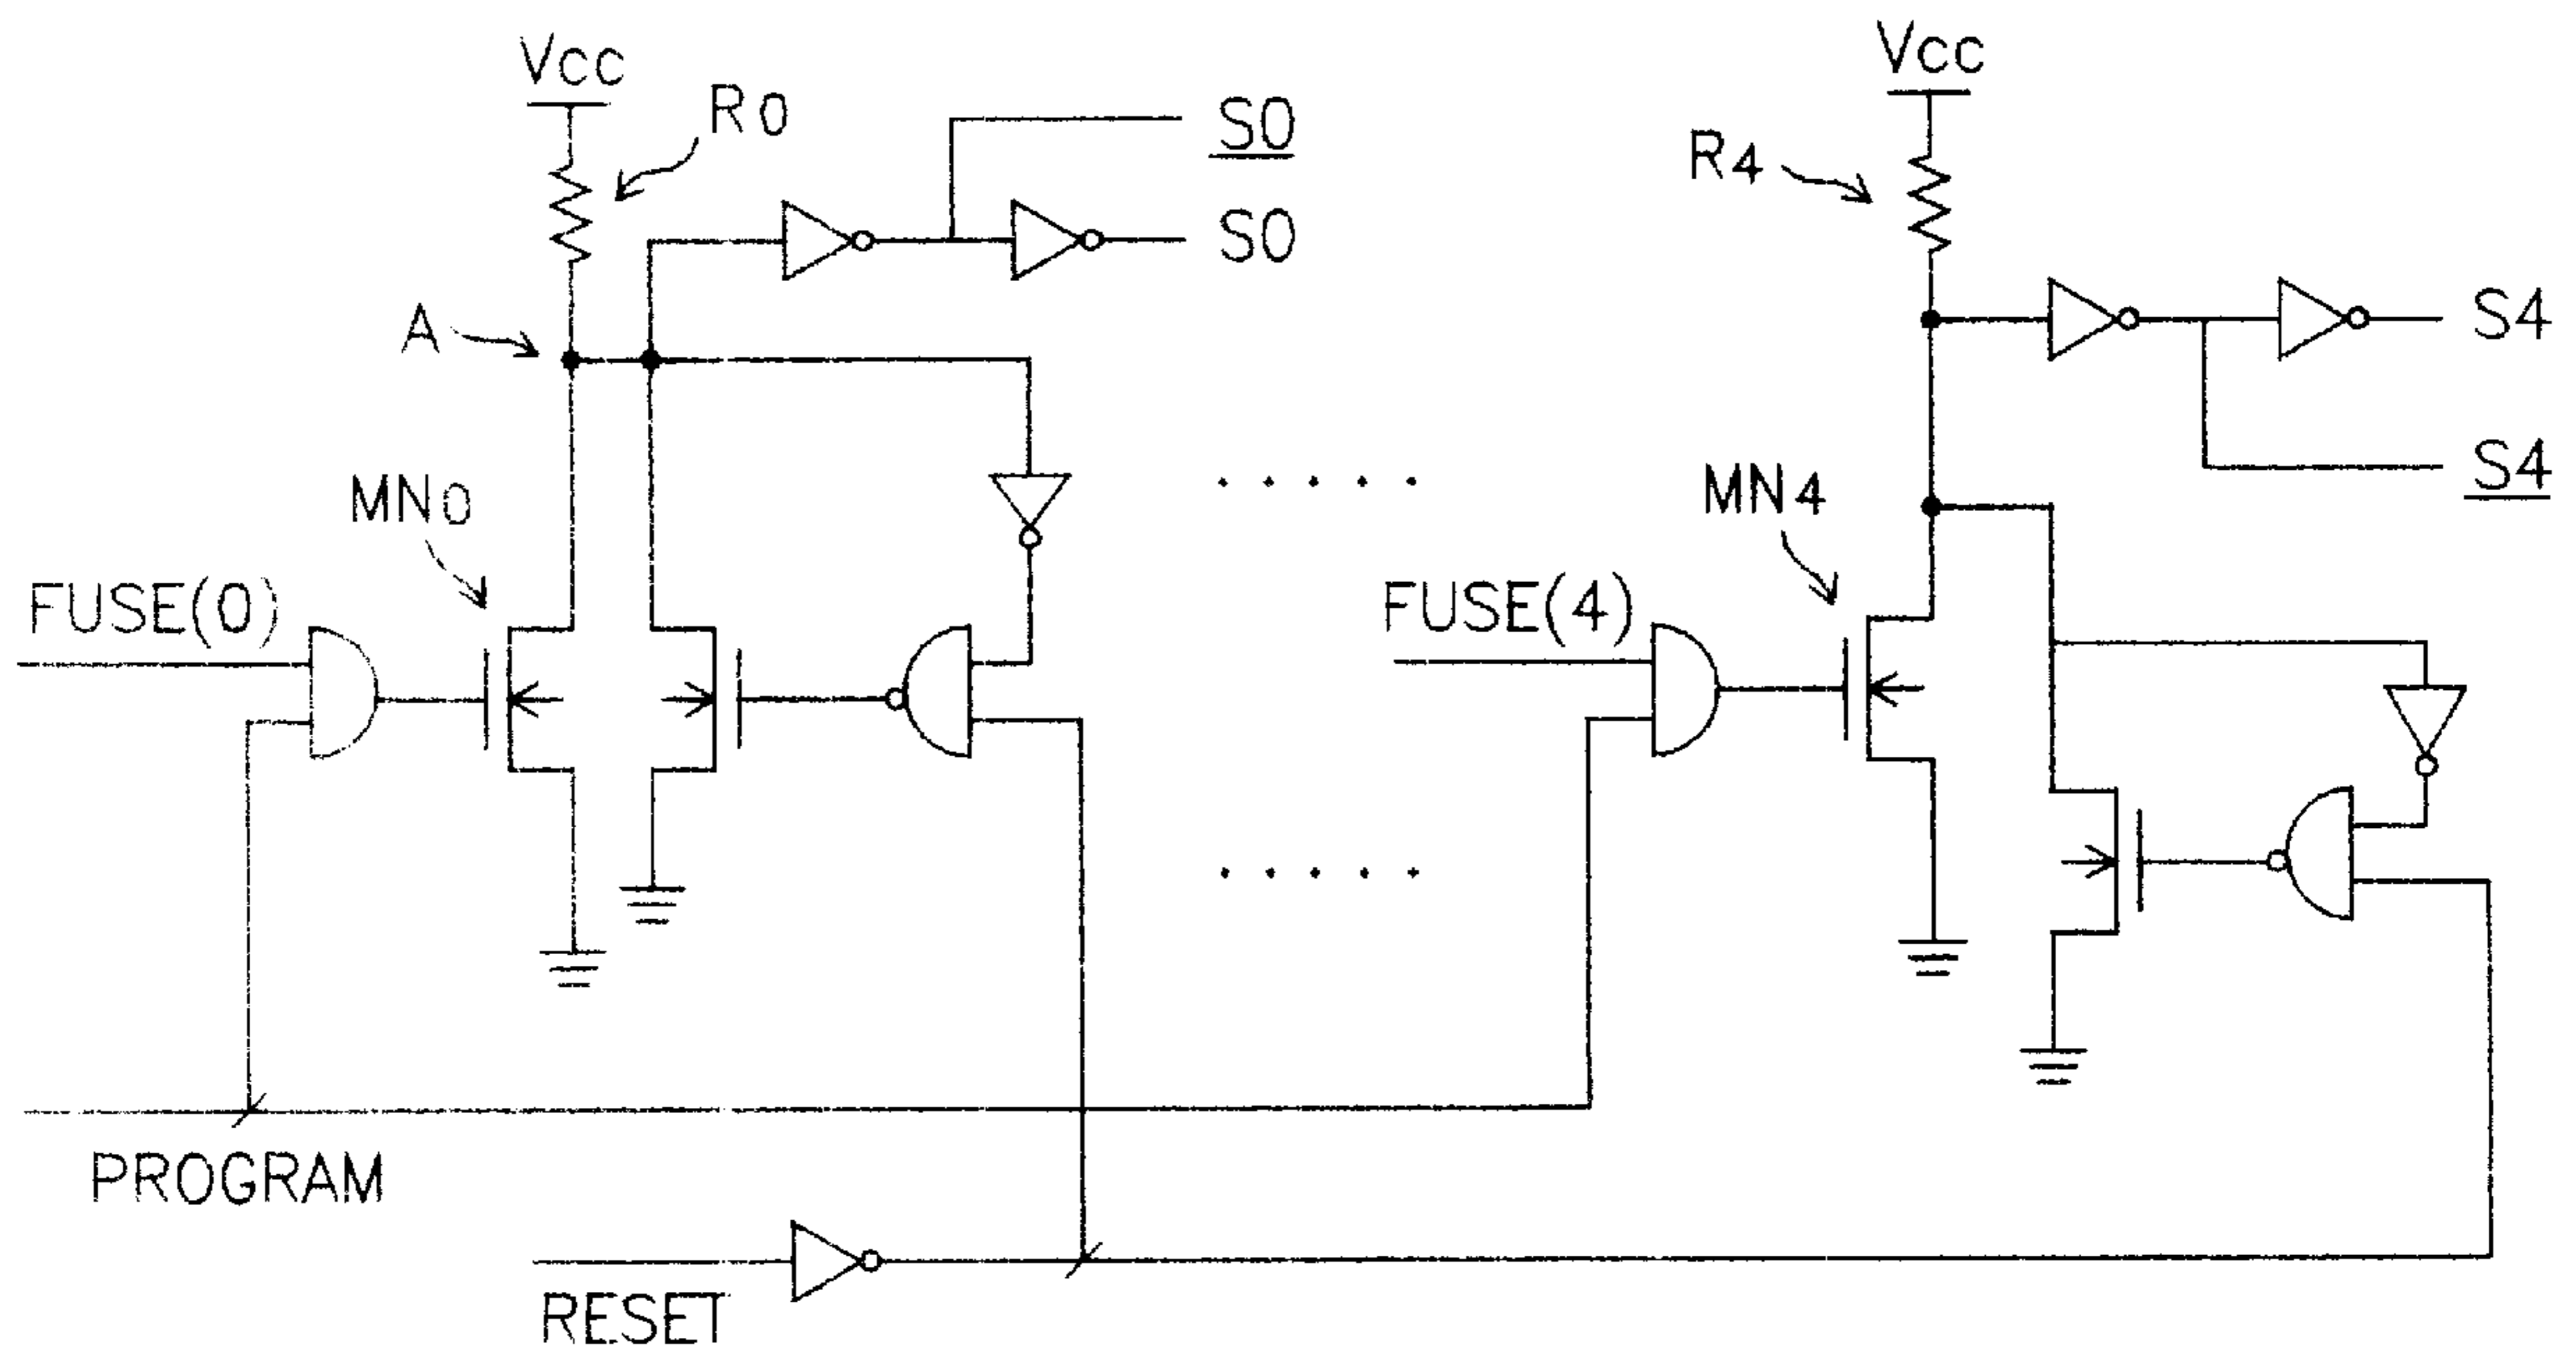 Vcc
R0
S0
S0
A
MN0
FUSE(0)
PROGRAM
RESET
Vcc
R4
S4
S4
MN4
FUSE(4)